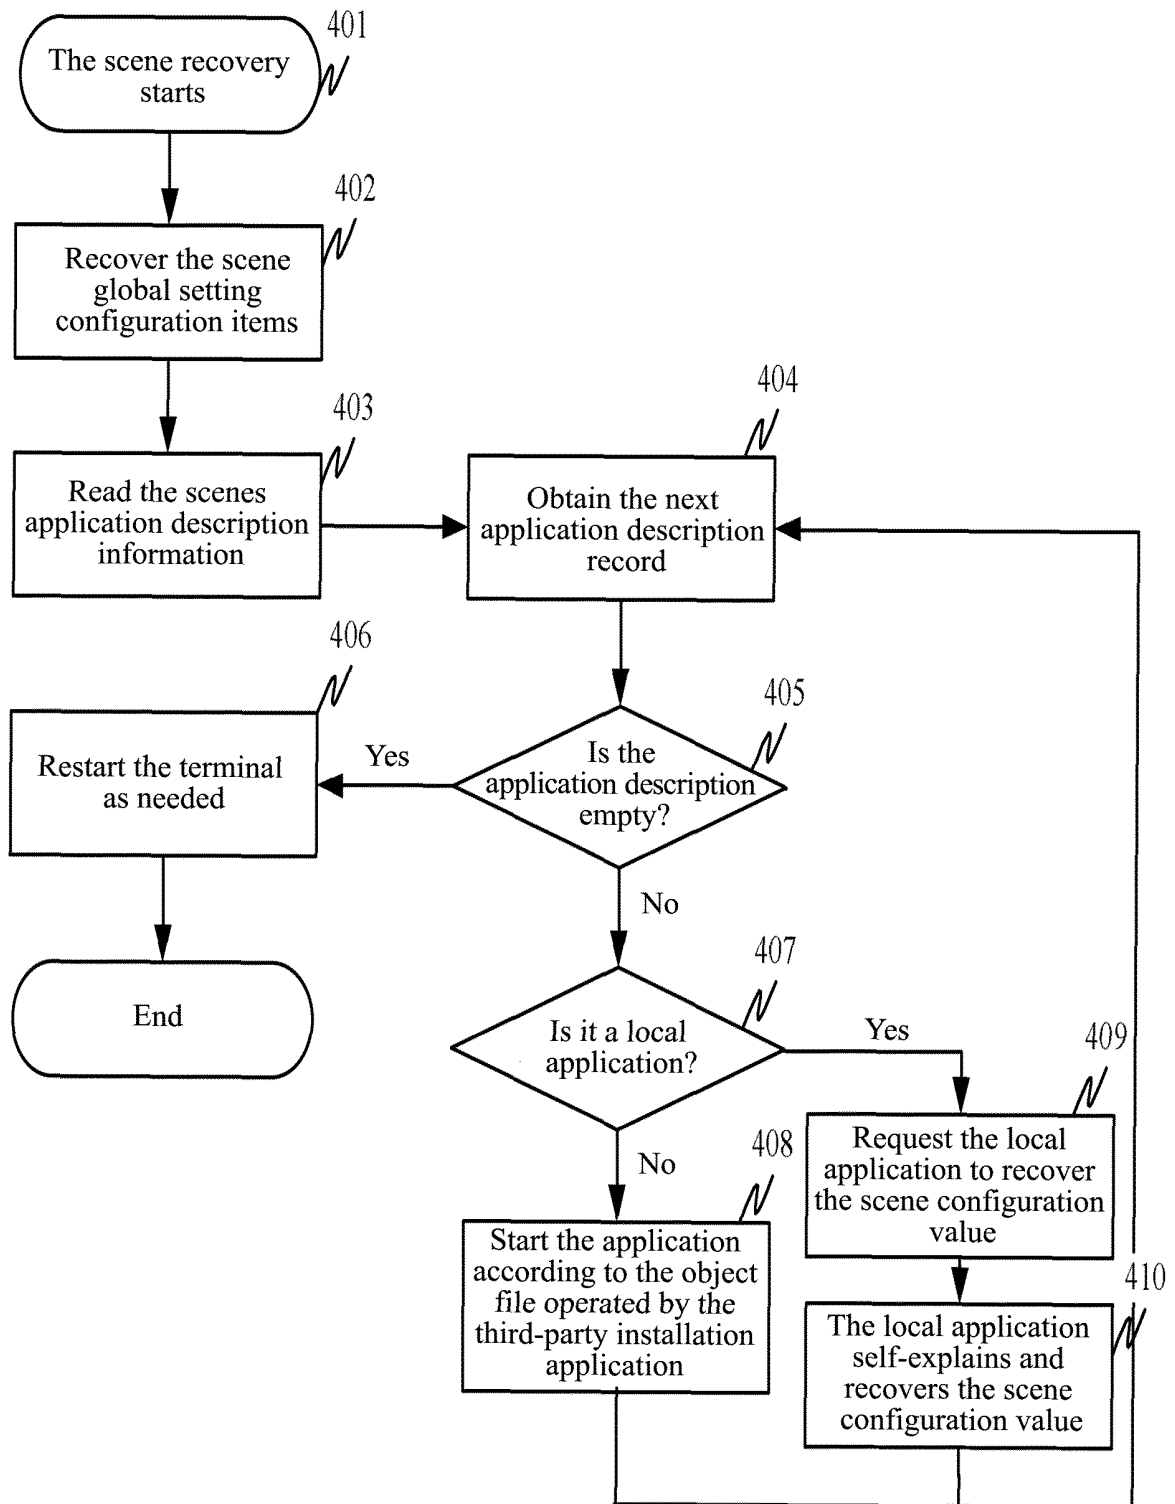 401
The scene recovery
starts
402
Recover the scene
global setting
configuration items
403
Read the scenes
application description
information
404
Obtain the next
application description
record
405
Is the
application description
empty?
Yes
406
Restart the terminal
as needed
End
No
407
Is it a local
application?
Yes
409
Request the local
application to recover
the scene configuration
value
No
408
Start the application
according to the object
file operated by the
third-party installation
application
410
The local application
self-explains and
recovers the scene
configuration value